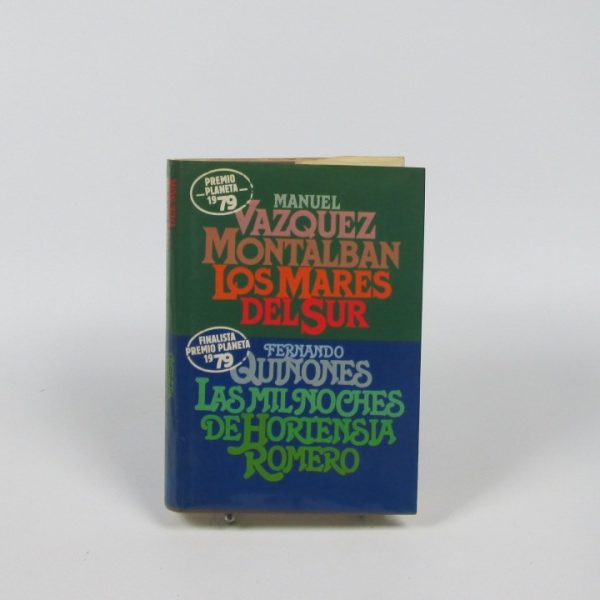 PREMIO
PLANETA
1979
MANUEL
VAZQUEZ
MONTALBAN
LOS MARES
DEL SUR
FINALISTA
PREMIO PLANETA
1979
FERNANDO
QUIÑONES
LAS MIL NOCHES
DE HORTENSIA
ROMERO